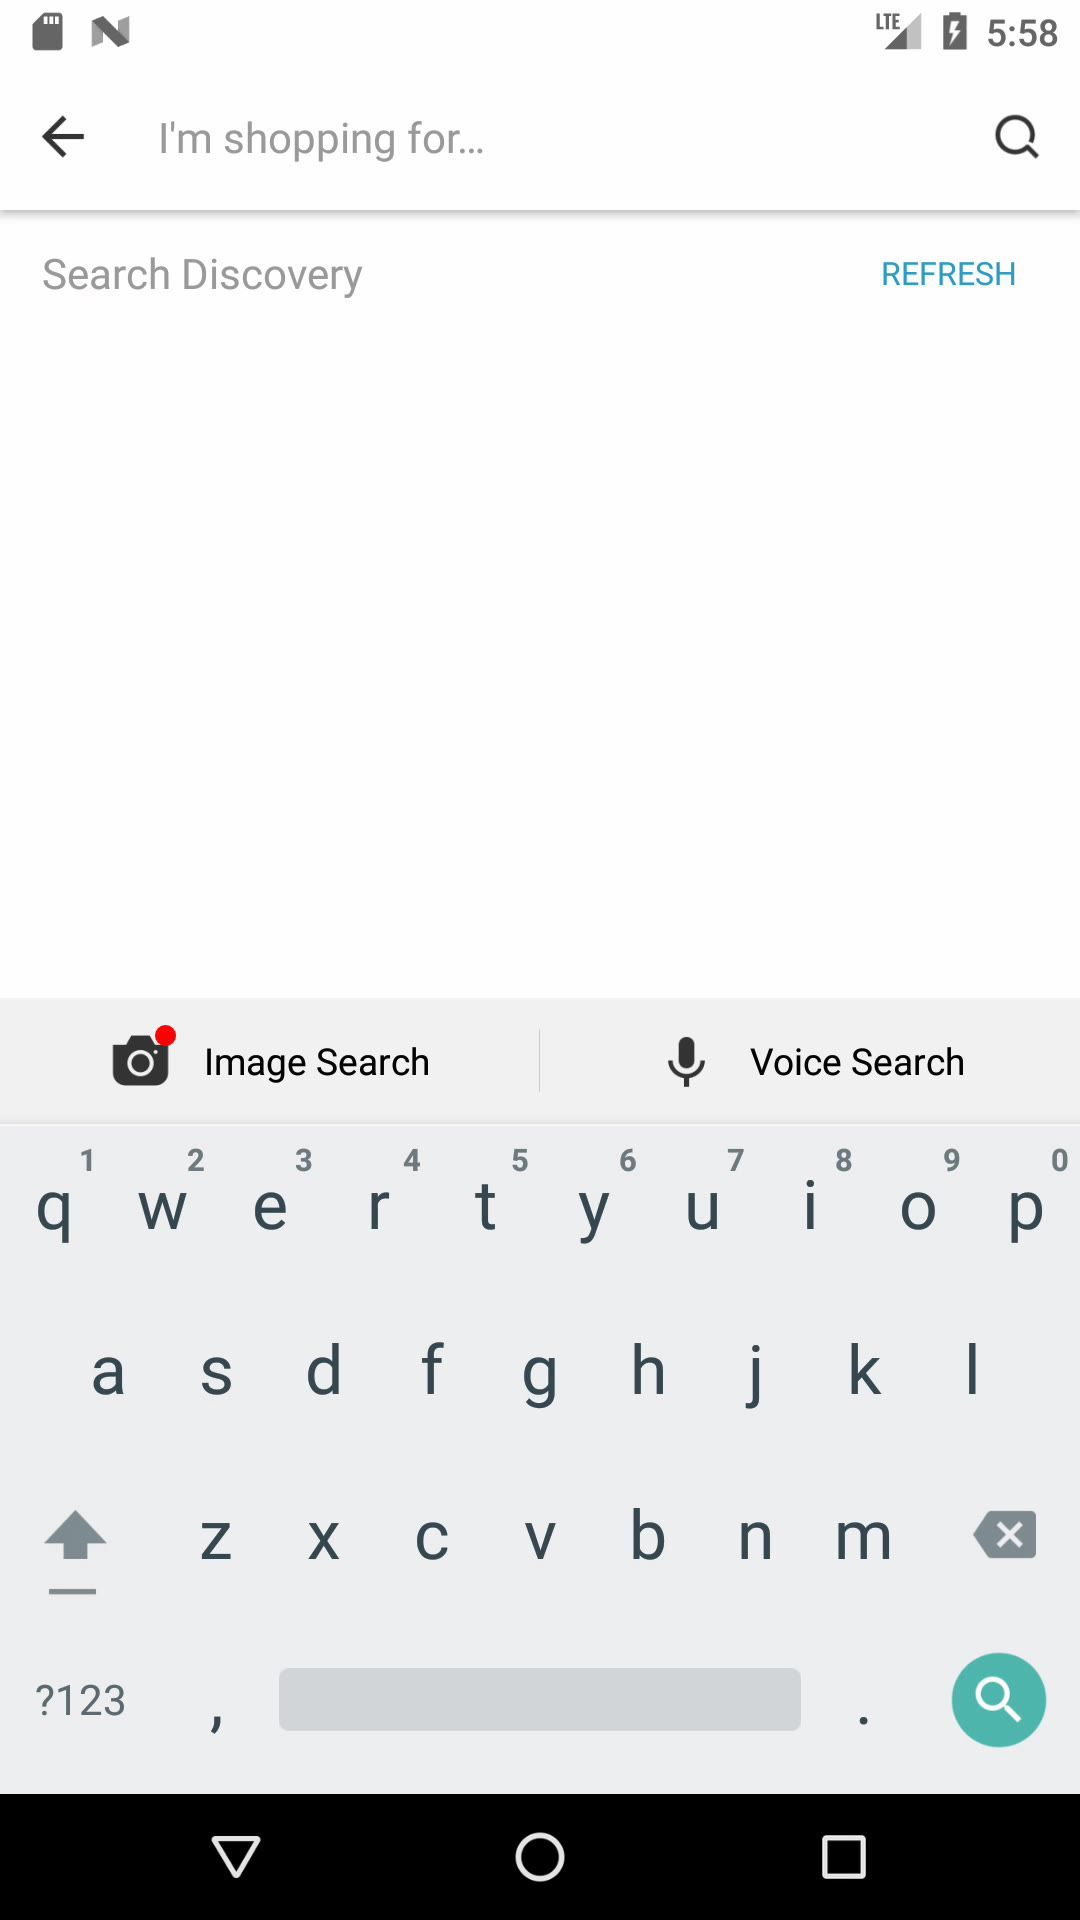 LTE 5:58
I'm shopping for...
Search Discovery REFRESH
Image Search Voice Search
1 2 3 4 5 6 7 8 9 0
q w e r t y u i o p
a s d f g h j k l
z x c v b n m
?123 , .